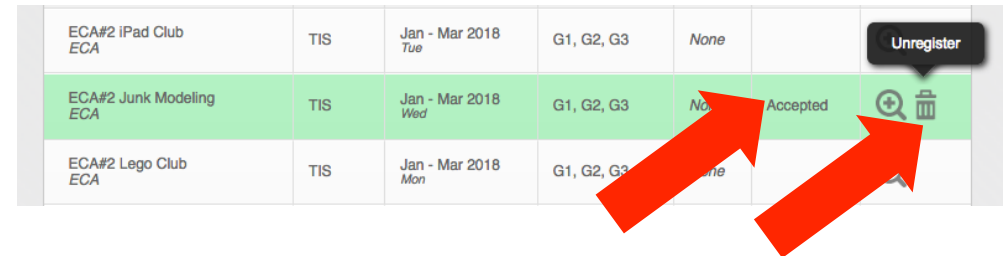 ECA#2 iPad Club
ECA
TIS
Jan - Mar 2018
Tue
G1, G2, G3
None
Unregister
ECA#2 Junk Modeling
ECA
TIS
Jan - Mar 2018
Wed
G1, G2, G3
Accepted
ECA#2 Lego Club
ECA
TIS
Jan - Mar 2018
Mon
G1, G2,